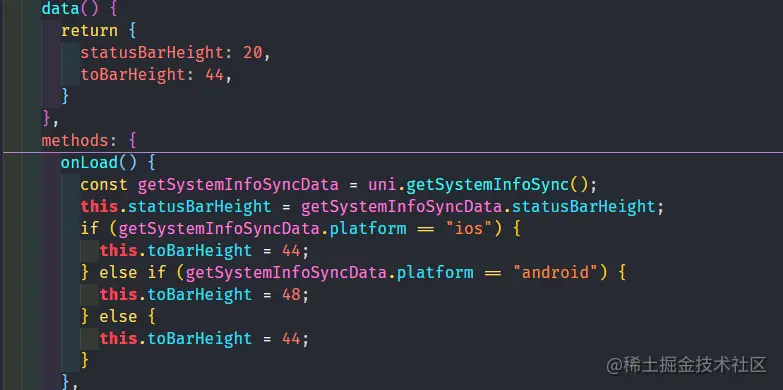 data() {
return {
statusBarHeight: 20,
toBarHeight: 44,
}
},
methods: {
onLoad() {
const getSystemInfoSyncData = uni.getSystemInfoSync();
this.statusBarHeight = getSystemInfoSyncData.statusBarHeight;
if (getSystemInfoSyncData.platform == "ios") {
this.toBarHeight = 44;
} else if (getSystemInfoSyncData.platform == "android") {
this.toBarHeight = 48;
} else {
this.toBarHeight = 44;
}
},
@稀土掘金技术社区